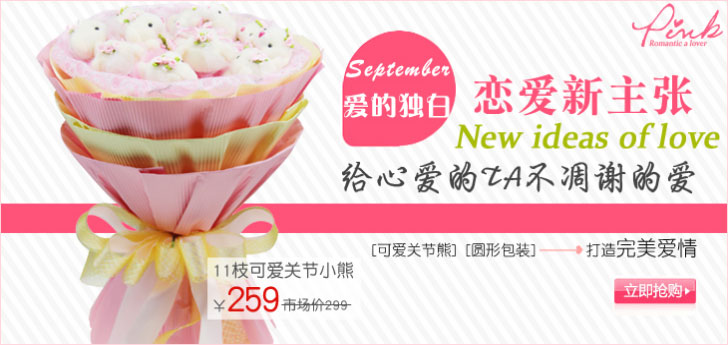 Pink
Romantic a lover
September
爱的独白
恋爱新主张
New ideas of love
给心爱的TA不凋谢的爱
[可爱关节熊] [圆形包装] 打造完美爱情
11枝可爱关节小熊
¥259 市场价299
立即抢购